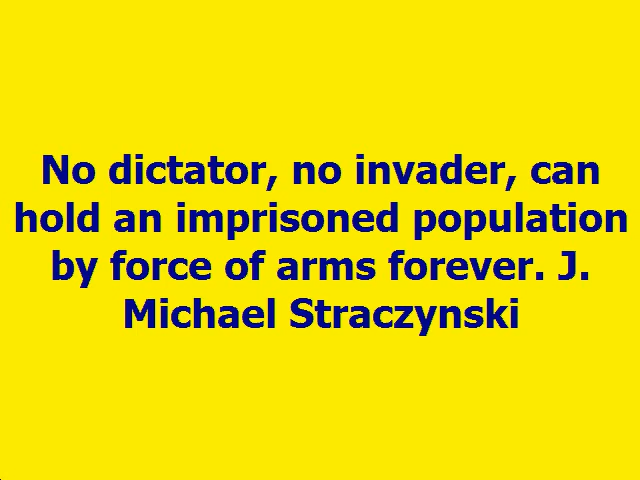 No dictator, no invader, can
hold an imprisoned population
by force of arms forever. J.
Michael Straczynski